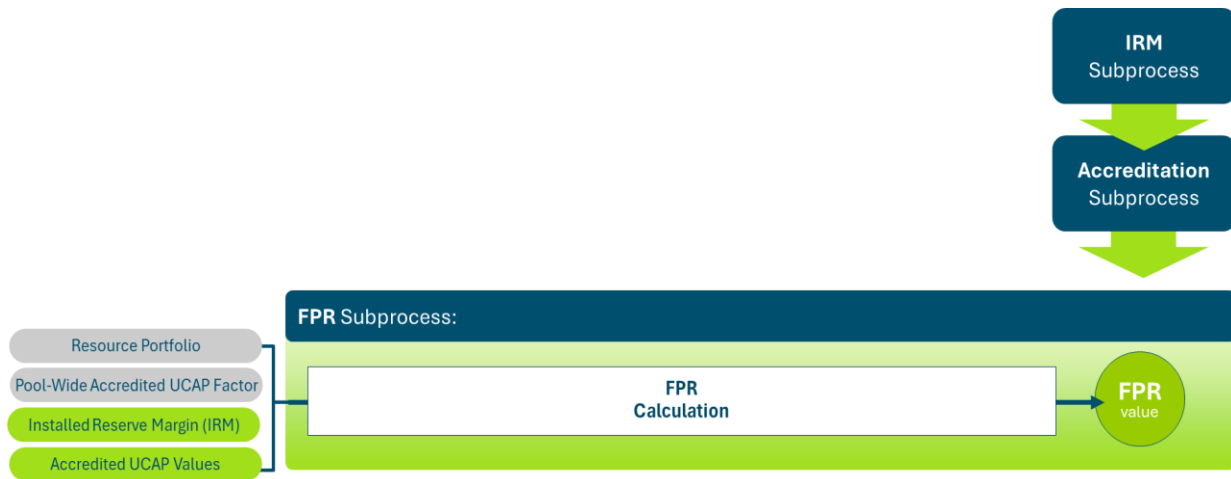 IRM
Subprocess
Accreditation
Subprocess
FPR Subprocess:
Resource Portfolio
Pool-Wide Accredited UCAP Factor
Installed Reserve Margin (IRM)
Accredited UCAP Values
FPR
Calculation
FPR
value